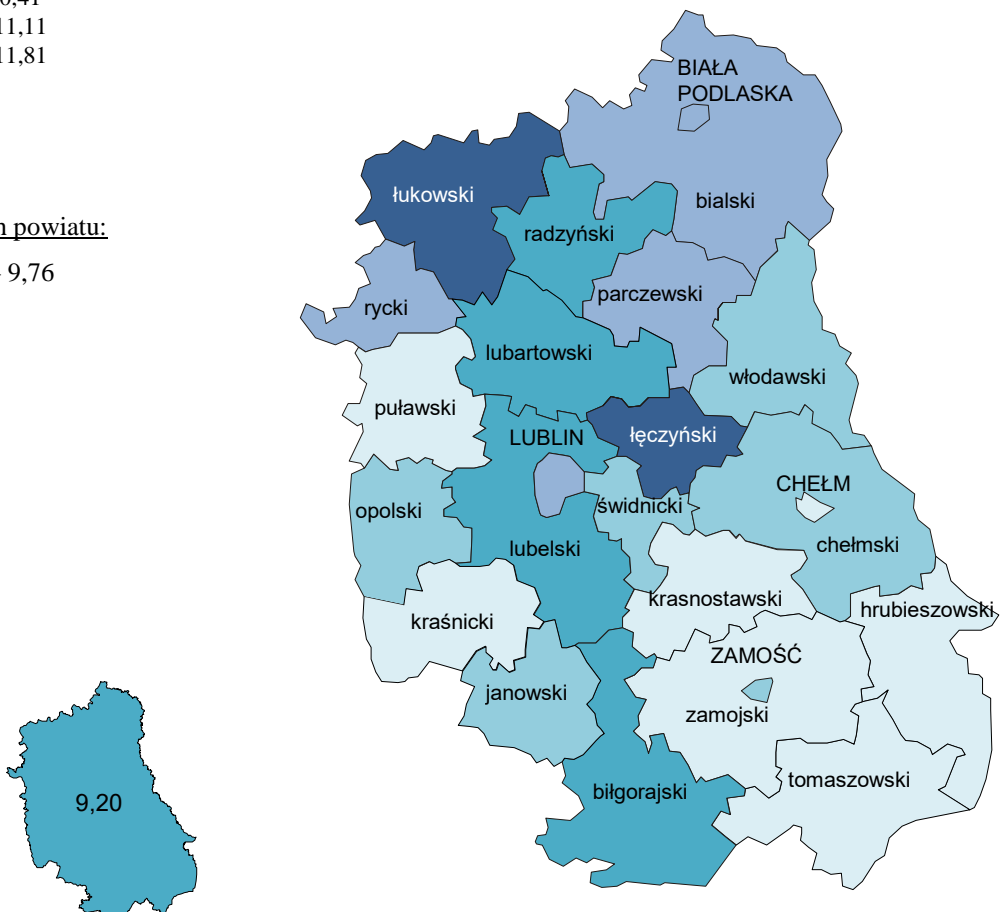 11,11
11,81
powiatu:
9,76
BIAŁA
PODLASKA
łukowski
bialski
radzyński
parczewski
rycki
lubartowski
włodawski
puławski
LUBLIN
łęczyński
CHEŁM
opolski
świdnicki
lubelski
chełmski
krasnostawski
hrubieszowski
kraśnicki
ZAMOŚĆ
janowski
zamojski
tomaszowski
biłgorajski
9,20